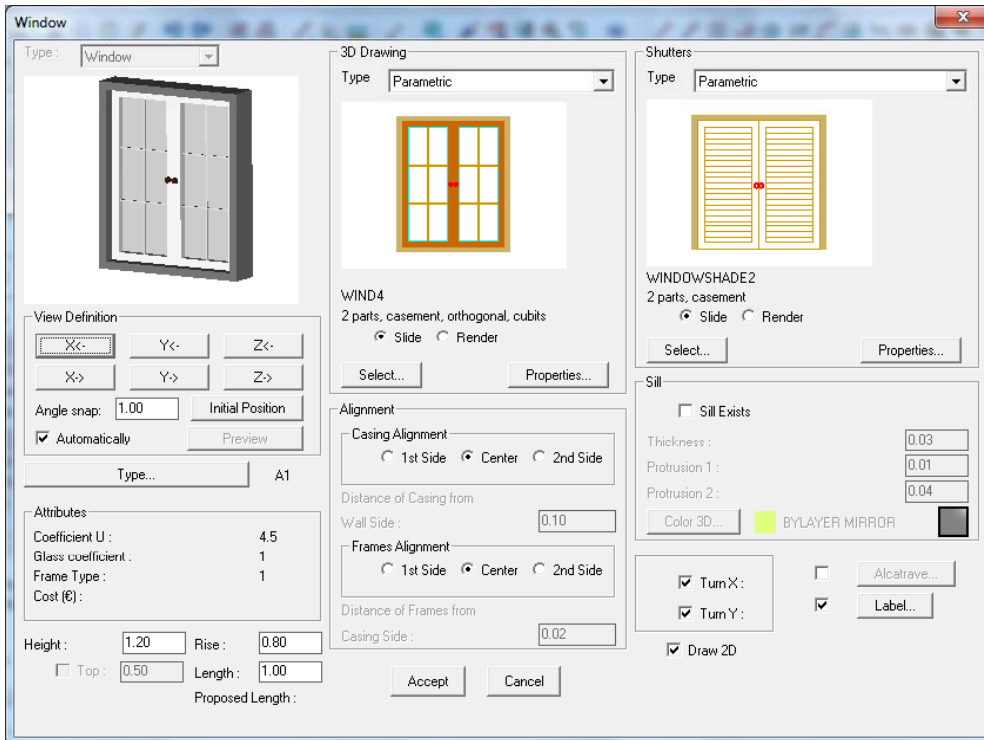 Window
Type :
Window
View Definition
X<-
Y<-
Z<-
X->
Y->
Z->
Angle snap:
1.00
Initial Position
Automatically
Preview
Type...
A1
Attributes
Coefficient U :
4.5
Glass coefficient :
1
Frame Type :
1
Cost (€) :
Height :
1.20
Rise :
0.80
Top :
0.50
Length :
1.00
Proposed Length :
3D Drawing
Type
Parametric
WIND4
2 parts, casement, orthogonal, cubits
Slide
Render
Select...
Properties...
Alignment
Casing Alignment
1st Side
Center
2nd Side
Distance of Casing from
Wall Side :
0.10
Frames Alignment
1st Side
Center
2nd Side
Distance of Frames from
Casing Side :
0.02
Accept
Cancel
Shutters
Type
Parametric
WINDOWSHADE2
2 parts, casement
Slide
Render
Select...
Properties...
Sill
Sill Exists
Thickness :
0.03
Protrusion 1 :
0.01
Protrusion 2 :
0.04
Color 3D...
BYLAYER MIRROR
Turn X :
Turn Y :
Alcatrave...
Label...
Draw 2D